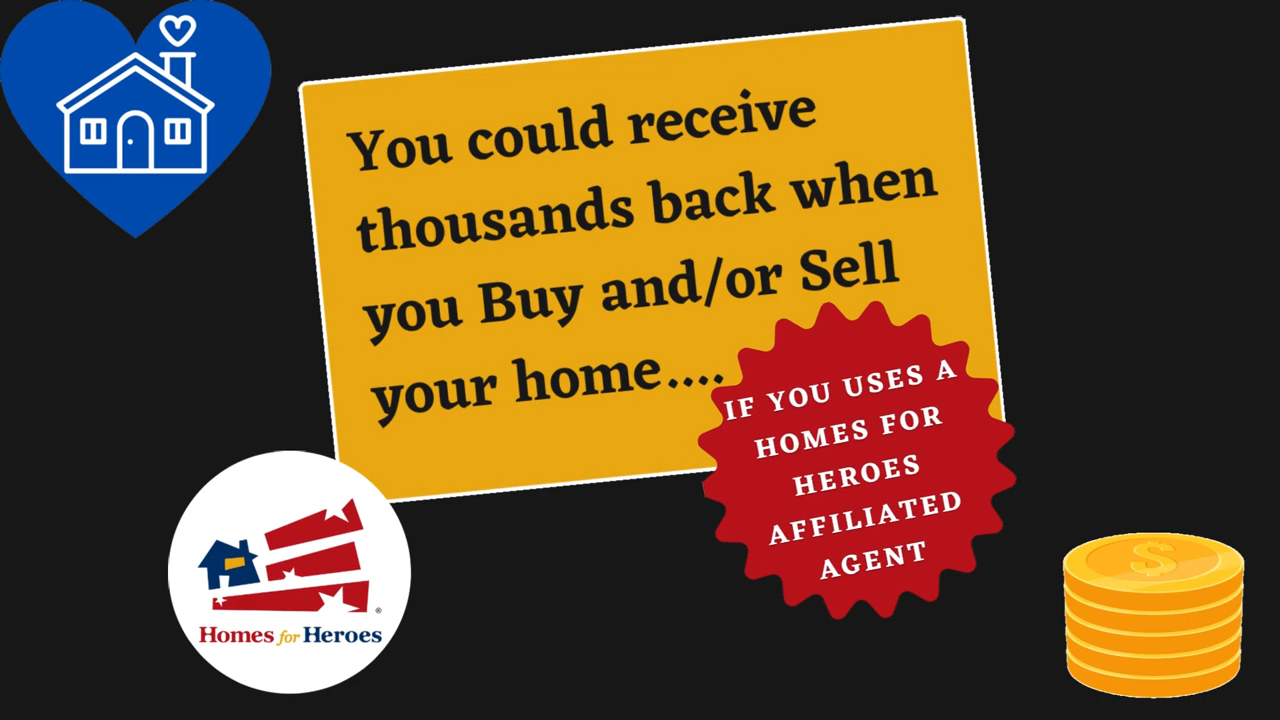 You could receive
thousands back when
you Buy and/or Sell
your home....
IF YOU USES A
HOMES FOR
HEROES
AFFILIATED
AGENT
Homes for Heroes
®
$